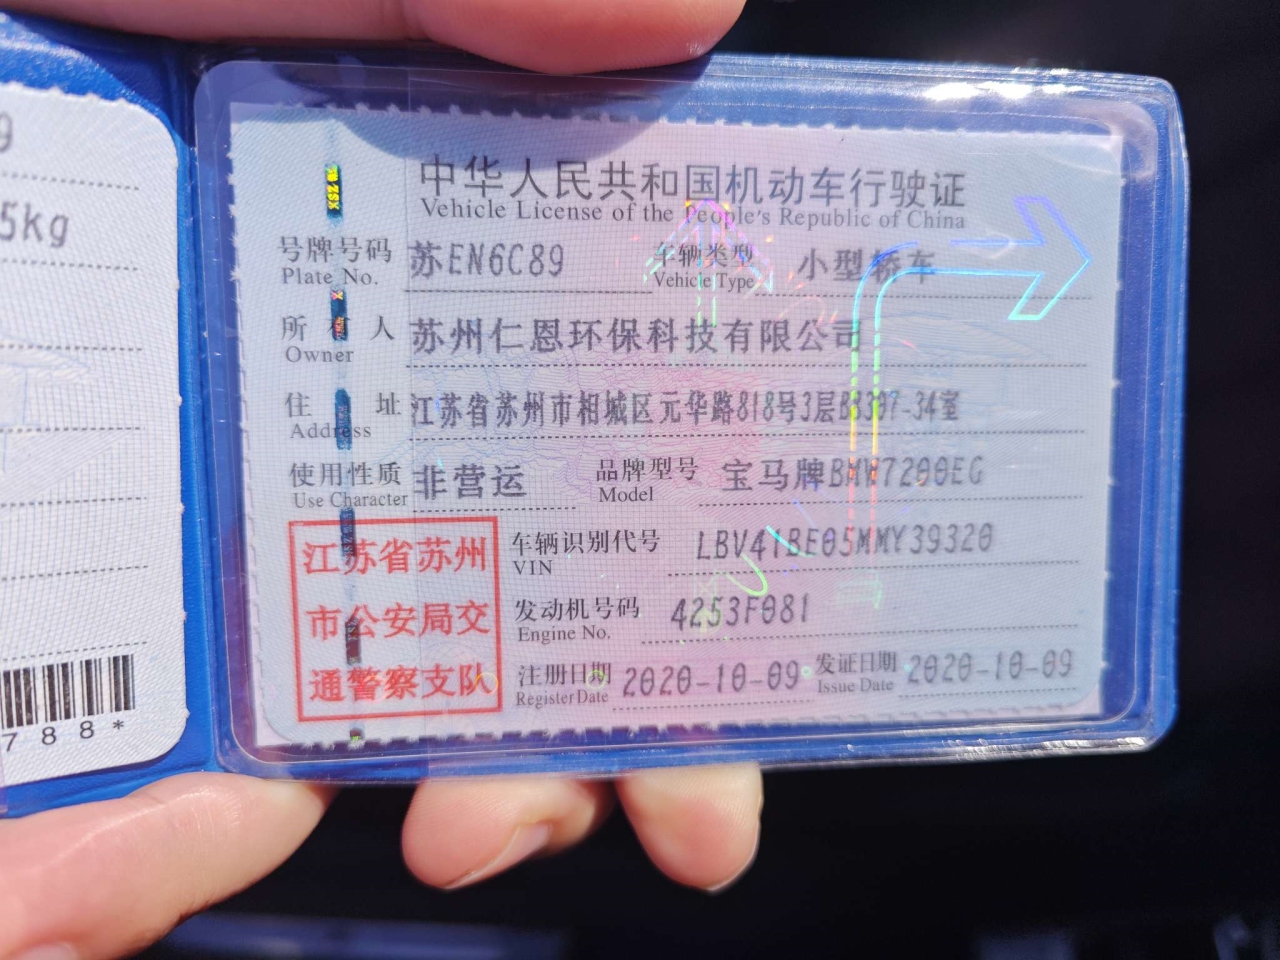 9
5kg
788*
中华人民共和国机动车行驶证
Vehicle License of the People's Republic of China
号牌号码 苏EN6C89 车辆类型 小型轿车
Plate No. Vehicle Type
所有人 苏州仁恩环保科技有限公司
Owner
住址 江苏省苏州市相城区元华路818号3层B8307-34室
Address
使用性质 非营运 品牌型号 宝马牌BMW7200EG
Use Character Model
江苏省苏州
市公安局交
通警察支队
车辆识别代号 LBV41BE05MMY39320
VIN
发动机号码 4253F081
Engine No.
注册日期 2020-10-09 发证日期 2020-10-09
Register Date Issue Date